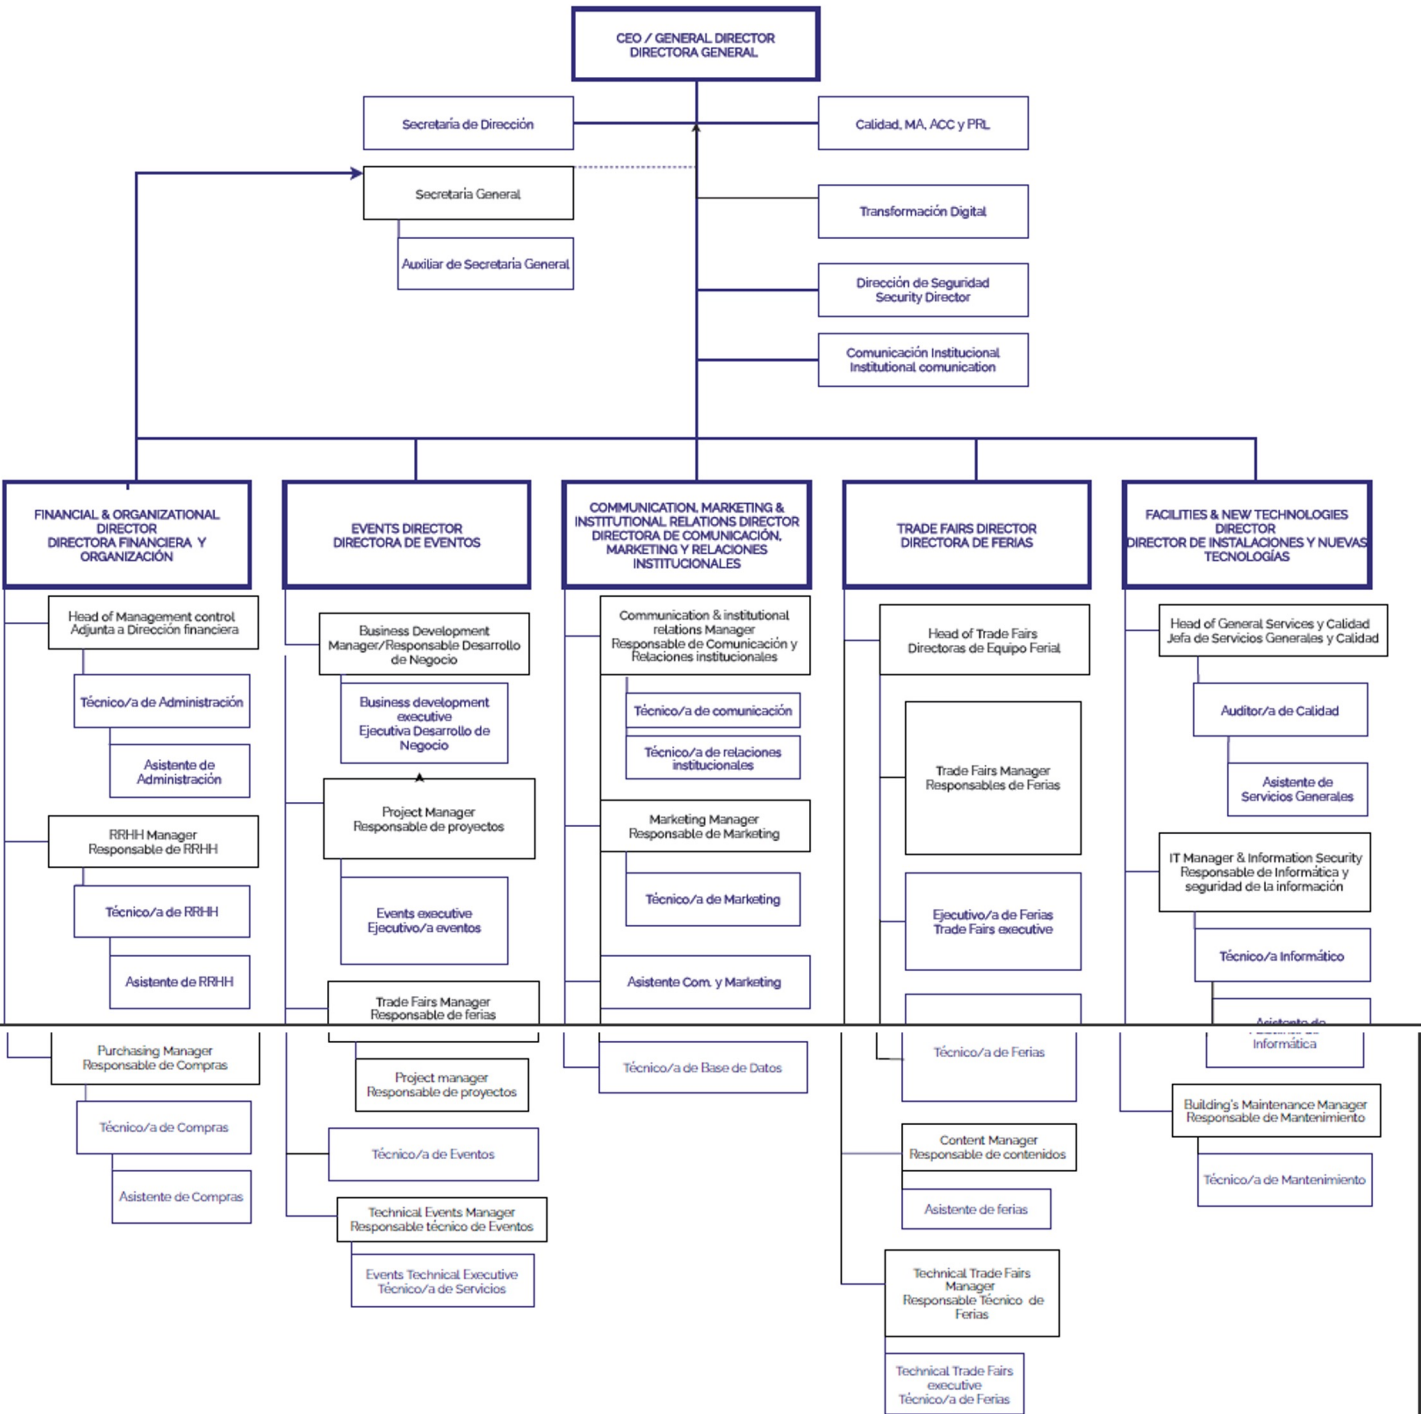 CEO / GENERAL DIRECTOR
DIRECTORA GENERAL
Secretaría de Dirección
Calidad, MA, ACC y PRL
Secretaria General
Transformación Digital
Auxiliar de Secretaria General
Dirección de Seguridad
Security Director
Comunicación Institucional
Institutional comunication
FINANCIAL & ORGANIZATIONAL
DIRECTOR
DIRECTORA FINANCIERA Y
ORGANIZACIÓN
Head of Management control
Adjunta a Dirección financiera
Técnico/a de Administración
Asistente de
Administración
RRHH Manager
Responsable de RRHH
Técnico/a de RRHH
Asistente de RRHH
Purchasing Manager
Responsable de Compras
Técnico/a de Compras
Asistente de Compras
EVENTS DIRECTOR
DIRECTORA DE EVENTOS
Business Development
Manager/Responsable Desarrollo
de Negocio
Business development
executive
Ejecutiva Desarrollo de
Negocio
Project Manager
Responsable de proyectos
Events executive
Ejecutivo/a eventos
Trade Fairs Manager
Responsable de ferias
Project manager
Responsable de proyectos
Técnico/a de Eventos
Technical Events Manager
Responsable técnico de Eventos
Events Technical Executive
Técnico/a de Servicios
COMMUNICATION, MARKETING &
INSTITUTIONAL RELATIONS DIRECTOR
DIRECTORA DE COMUNICACIÓN,
MARKETING Y RELACIONES
INSTITUCIONALES
Communication & institutional
relations Manager
Responsable de Comunicación y
Relaciones institucionales
Técnico/a de comunicación
Técnico/a de relaciones
institucionales
Marketing Manager
Responsable de Marketing
Técnico/a de Marketing
Asistente Com. y Marketing
Técnico/a de Base de Datos
TRADE FAIRS DIRECTOR
DIRECTORA DE FERIAS
Head of Trade Fairs
Directoras de Equipo Ferial
Trade Fairs Manager
Responsables de Ferias
Ejecutivo/a de Ferias
Trade Fairs executive
Técnico/a de Ferias
Content Manager
Responsable de contenidos
Asistente de ferias
Technical Trade Fairs
Manager
Responsable Técnico de
Ferias
Technical Trade Fairs
executive
Técnico/a de Ferias
FACILITIES & NEW TECHNOLOGIES
DIRECTOR
DIRECTOR DE INSTALACIONES Y NUEVAS
TECNOLOGÍAS
Head of General Services y Calidad
Jefa de Servicios Generales y Calidad
Auditor/a de Calidad
Asistente de
Servicios Generales
IT Manager & Information Security
Responsable de Informática y
seguridad de la información
Técnico/a Informático
Asistente de
Informática
Building's Maintenance Manager
Responsable de Mantenimiento
Técnico/a de Mantenimiento